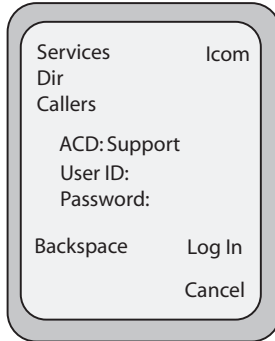 Services Icom
Dir
Callers
ACD: Support
User ID:
Password:
Backspace Log In
Cancel